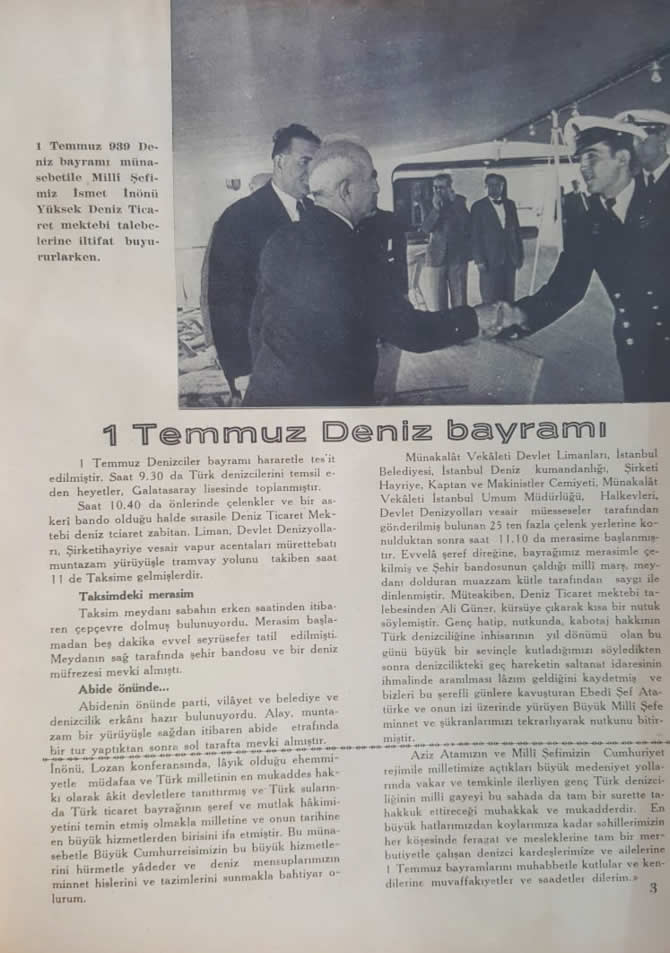 1 Temmuz 939 De-
niz bayramı müna-
sebetile Millî Şefi-
miz İsmet İnönü
Yüksek Deniz Tica-
ret mektebi talebe-
lerine iltifat buyu-
rurlarken.
1 Temmuz Deniz bayramı
1 Temmuz Denizciler bayramı hararetle tes'it
edilmiştir. Saat 9.30 da Türk denizcilerini temsil e-
den heyetler, Galatasaray lisesinde toplanmıştır.
Saat 10.40 da önlerinde çelenkler ve bir as-
kerî bando olduğu halde sırasile Deniz Ticaret Mek-
tebi deniz tciaret zabitan. Liman, Devlet Denizyolla-
rı, Şirketihayriye vesair vapur acentaları mürettebatı
muntazam yürüyüşle tramvay yolunu takiben saat
11 de Taksime gelmişlerdir.
Taksimdeki merasim
Taksim meydanı sabahın erken saatinden itiba-
ren çepçevre dolmuş bulunuyordu. Merasim başla-
madan beş dakika evvel seyrüsefer tatil edilmişti.
Meydanın sağ tarafında şehir bandosu ve bir deniz
müfrezesi mevki almıştı.
Abide önünde...
Abidenin önünde parti, vilâyet ve belediye ve
denizcilik erkânı hazır bulunuyordu. Alay, munta-
zam bir yürüyüşle sağdan itibaren abide etrafında
bir tur yaptıktan sonra sol tarafta mevki almıştır.
İnönü, Lozan konferansında, lâyık olduğu ehemmi-
yetle müdafaa ve Türk milletinin en mukaddes hak-
kı olarak âkit devletlere tanıttırmış ve Türk suların-
da Türk ticaret bayrağının şeref ve mutlak hâkimi-
yetini temin etmiş olmakla milletine ve onun tarihine
en büyük hizmetlerden birisini ifa etmiştir. Bu müna-
sebetle Büyük Cumhurreisimizin bu büyük hizmetle-
rini hürmetle yâdeder ve deniz mensuplarımızın
minnet hislerini ve tazimlerini sunmakla bahtiyar o-
lurum.
Münakalât Vekâleti Devlet Limanları, İstanbul
Belediyesi, İstanbul Deniz kumandanlığı, Şirketi
Hayriye, Kaptan ve Makinistler Cemiyeti, Münakalât
Vekâleti İstanbul Umum Müdürlüğü, Halkevleri,
Devlet Denizyolları vesair müesseseler tarafından
gönderilmiş bulunan 25 ten fazla çelenk yerlerine ko-
nulduktan sonra saat 11.10 da merasime başlanmış-
tır. Evvelâ şeref direğine, bayrağımız merasimle çe-
kilmiş ve Şehir bandosunun çaldığı millî marş, mey-
danı dolduran muazzam kütle tarafından saygı ile
dinlenmiştir. Müteakiben, Deniz Ticaret mektebi ta-
lebesinden Ali Güner, kürsüye çıkarak kısa bir nutuk
söylemiştir. Genç hatip, nutkunda, kabotaj hakkının
Türk denizciliğine inhisarının yıl dönümü olan bu
günü büyük bir sevinçle kutladığımızı söyledikten
sonra denizcilikteki geç hareketin saltanat idaresinin
ihmalinde aranılması lâzım geldiğini kaydetmiş ve
bizleri bu şerefli günlere kavuşturan Ebedî Şef Ata-
türke ve onun izi üzerinde yürüyen Büyük Millî Şefe
minnet ve şükranlarımızı tekrarlıyarak nutkunu bitir-
miştir.
Aziz Atamızın ve Millî Şefimizin Cumhuriyet
rejimile milletimize açtıkları büyük medeniyet yolla-
rında vakar ve temkinle ilerliyen genç Türk denizci-
liğinin millî gayeyi bu sahada da tam bir surette ta-
hakkuk ettireceği muhakkak ve mukadderdir. En
büyük hatlarımızdan koylarımıza kadar sahillerimizin
her köşesinde feragat ve mesleklerine tam bir mer-
butiyetle çalışan denizci kardeşlerimize ve ailelerine
1 Temmuz bayramlarını muhabbetle kutlular ve ken-
dilerine muvaffakıyetler ve saadetler dilerim.»
3